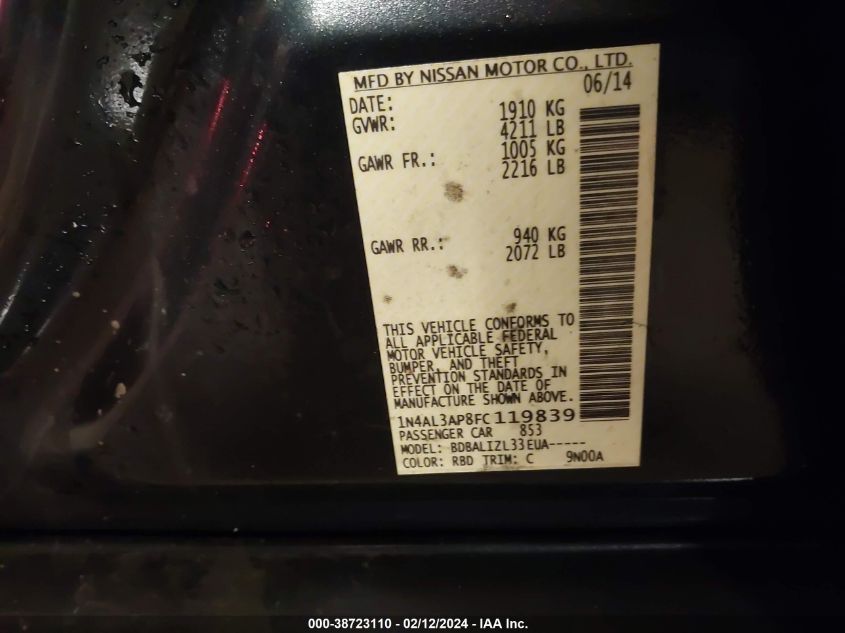 MFD BY NISSAN MOTOR CO., LTD.
DATE: 06/14
GVWR: 1910 KG
4211 LB
GAWR FR.: 1005 KG
2216 LB
GAWR RR.: 940 KG
2072 LB
THIS VEHICLE CONFORMS TO
ALL APPLICABLE FEDERAL
MOTOR VEHICLE SAFETY,
BUMPER, AND THEFT
PREVENTION STANDARDS IN
EFFECT ON THE DATE OF
MANUFACTURE SHOWN ABOVE.
1N4AL3AP8FC119839
PASSENGER CAR 853
MODEL: BDBALIZL33EUA-----
COLOR: RBD TRIM: C 9N00A
000-38723110 - 02/12/2024 - IAA Inc.